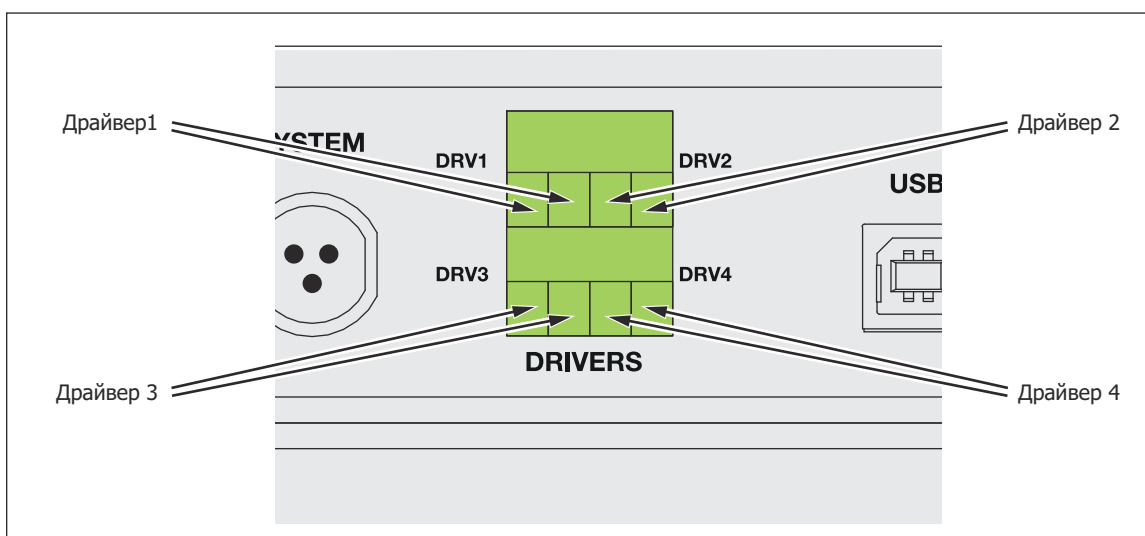 Драйвер1
Драйвер 2
YSTEM
DRV1
DRV2
USB
DRV3
DRV4
DRIVERS
Драйвер 3
Драйвер 4